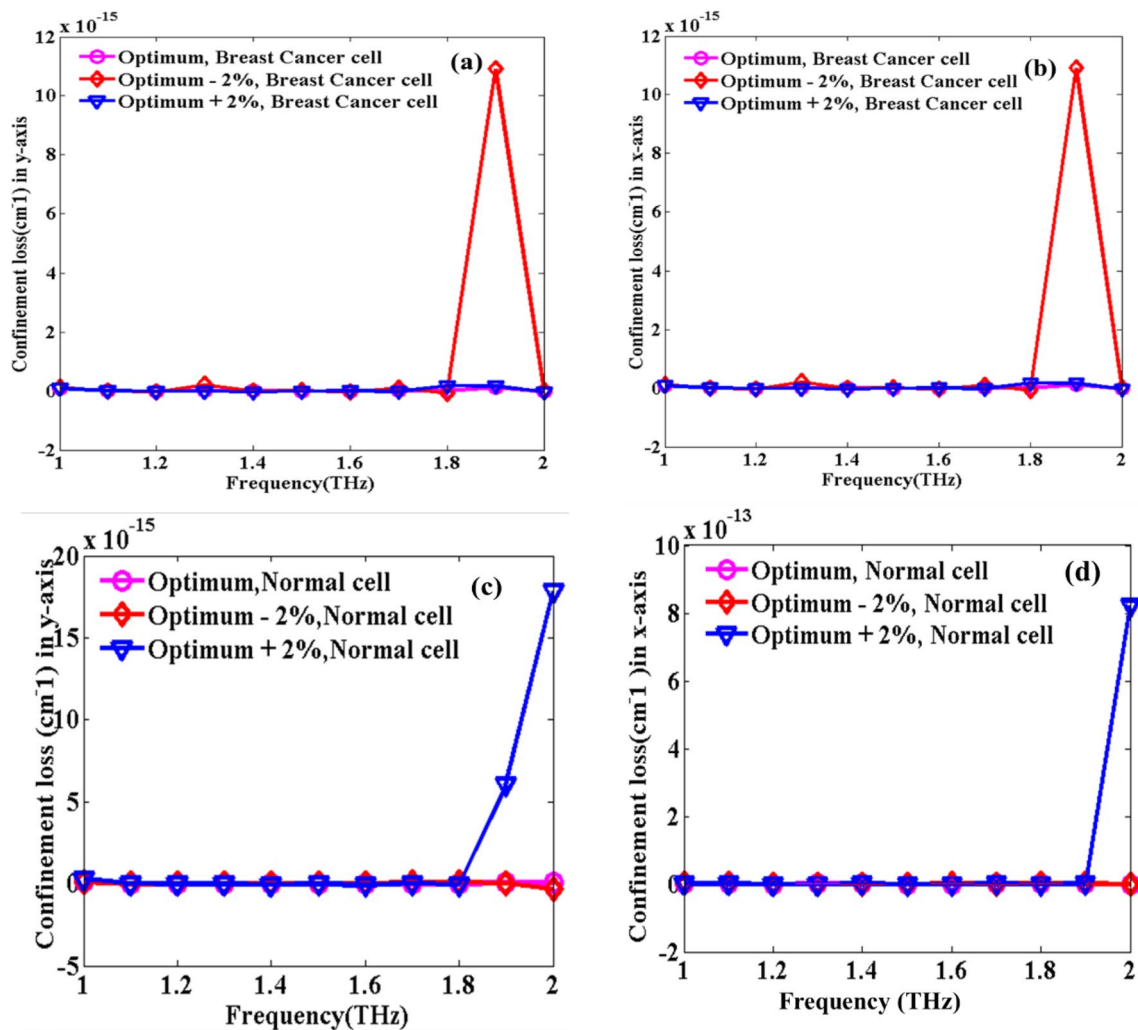 x 10-15
12
10
8
6
4
2
0
-2
Optimum, Breast Cancer cell
Optimum - 2%, Breast Cancer cell
Optimum + 2%, Breast Cancer cell
(a)
Confinement loss(cm-1) in y-axis
1 1.2 1.4 1.6 1.8 2
Frequency(THz)
x 10-15
12
10
8
6
4
2
0
-2
Optimum, Breast Cancer cell
Optimum - 2%, Breast Cancer cell
Optimum + 2%, Breast Cancer cell
(b)
Confinement loss(cm-1) in x-axis
1 1.2 1.4 1.6 1.8 2
Frequency(THz)
x 10-15
20
15
10
5
0
-5
Optimum,Normal cell
Optimum - 2%,Normal cell
Optimum + 2%,Normal cell
(c)
Confinement loss (cm-1) in y-axis
1 1.2 1.4 1.6 1.8 2
Frequency(THz)
x 10-13
10
8
6
4
2
0
-2
Optimum, Normal cell
Optimum - 2%, Normal cell
Optimum + 2%, Normal cell
(d)
Confinement loss(cm-1 )in x-axis
1 1.2 1.4 1.6 1.8 2
Frequency (THz)